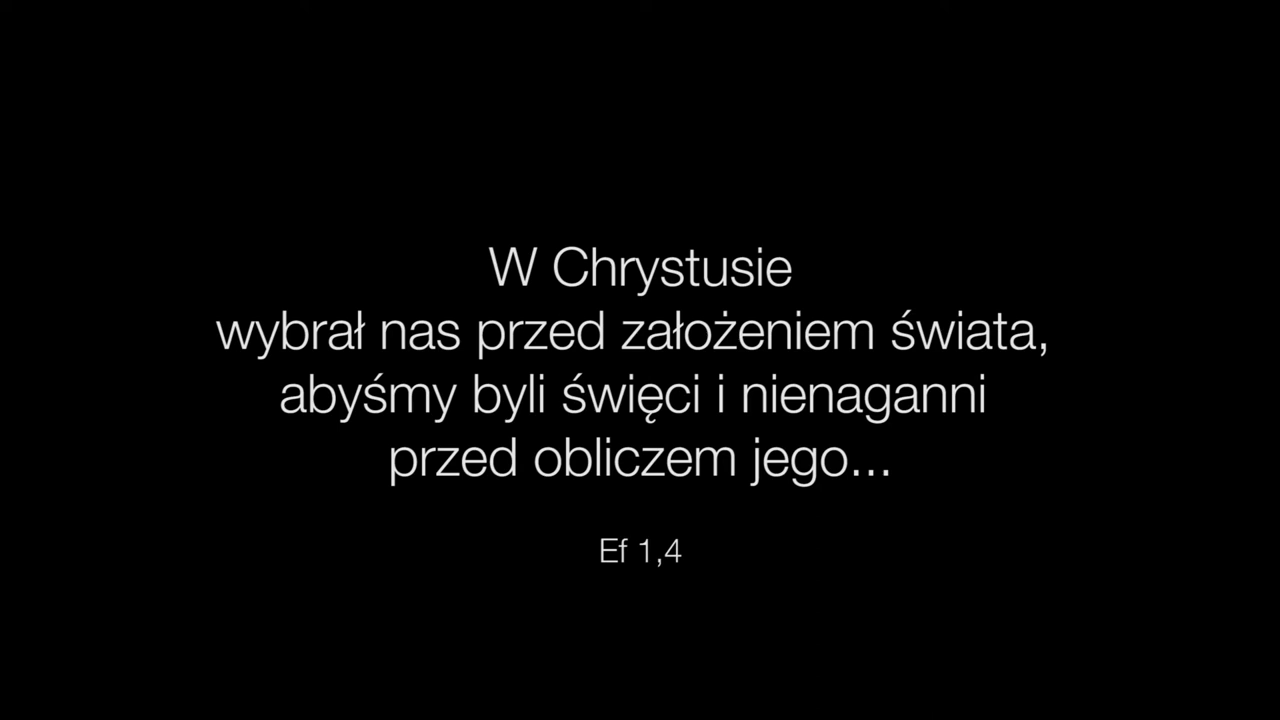 W Chrystusie
wybrał nas przed założeniem świata,
abyśmy byli święci i nienaganni
przed obliczem jego...
Ef 1,4